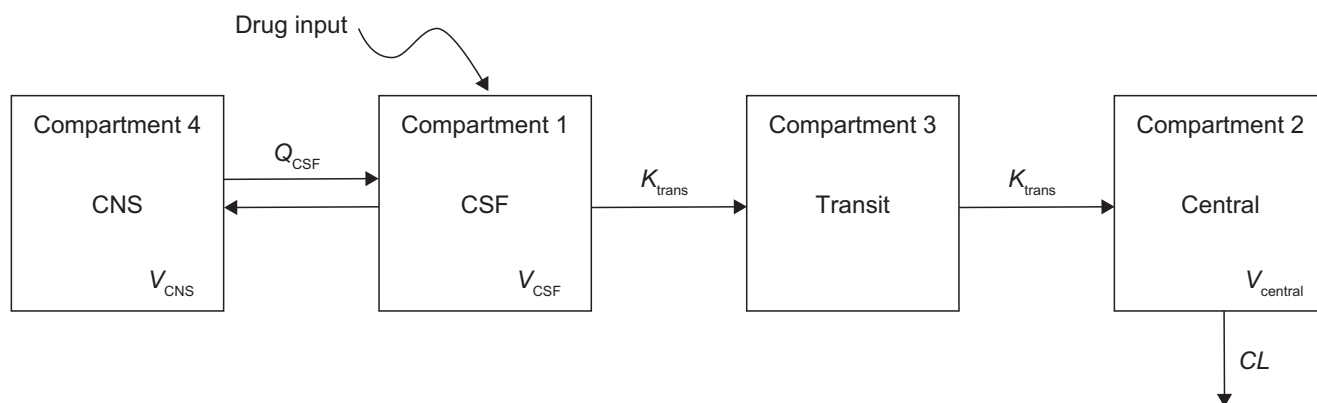 Drug input
Compartment 4
Compartment 1
Compartment 3
Compartment 2
Q_CSF
K_trans
K_trans
CNS
CSF
Transit
Central
V_CNS
V_CSF
V_central
CL